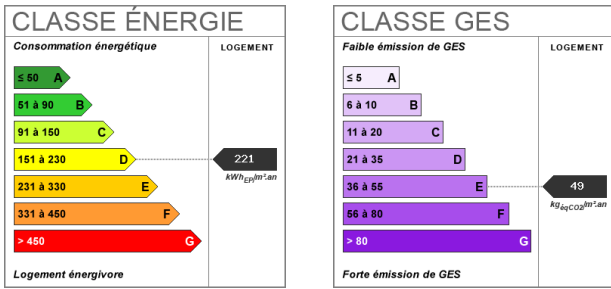 CLASSE ÉNERGIE
Consommation énergétique
LOGEMENT
≤ 50 A
51 à 90 B
91 à 150 C
151 à 230 D
221
kWhEP/m².an
231 à 330 E
331 à 450 F
> 450 G
Logement énergivore
CLASSE GES
Faible émission de GES
LOGEMENT
≤ 5 A
6 à 10 B
11 à 20 C
21 à 35 D
36 à 55 E
49
kgéqCO2/m².an
56 à 80 F
> 80 G
Forte émission de GES